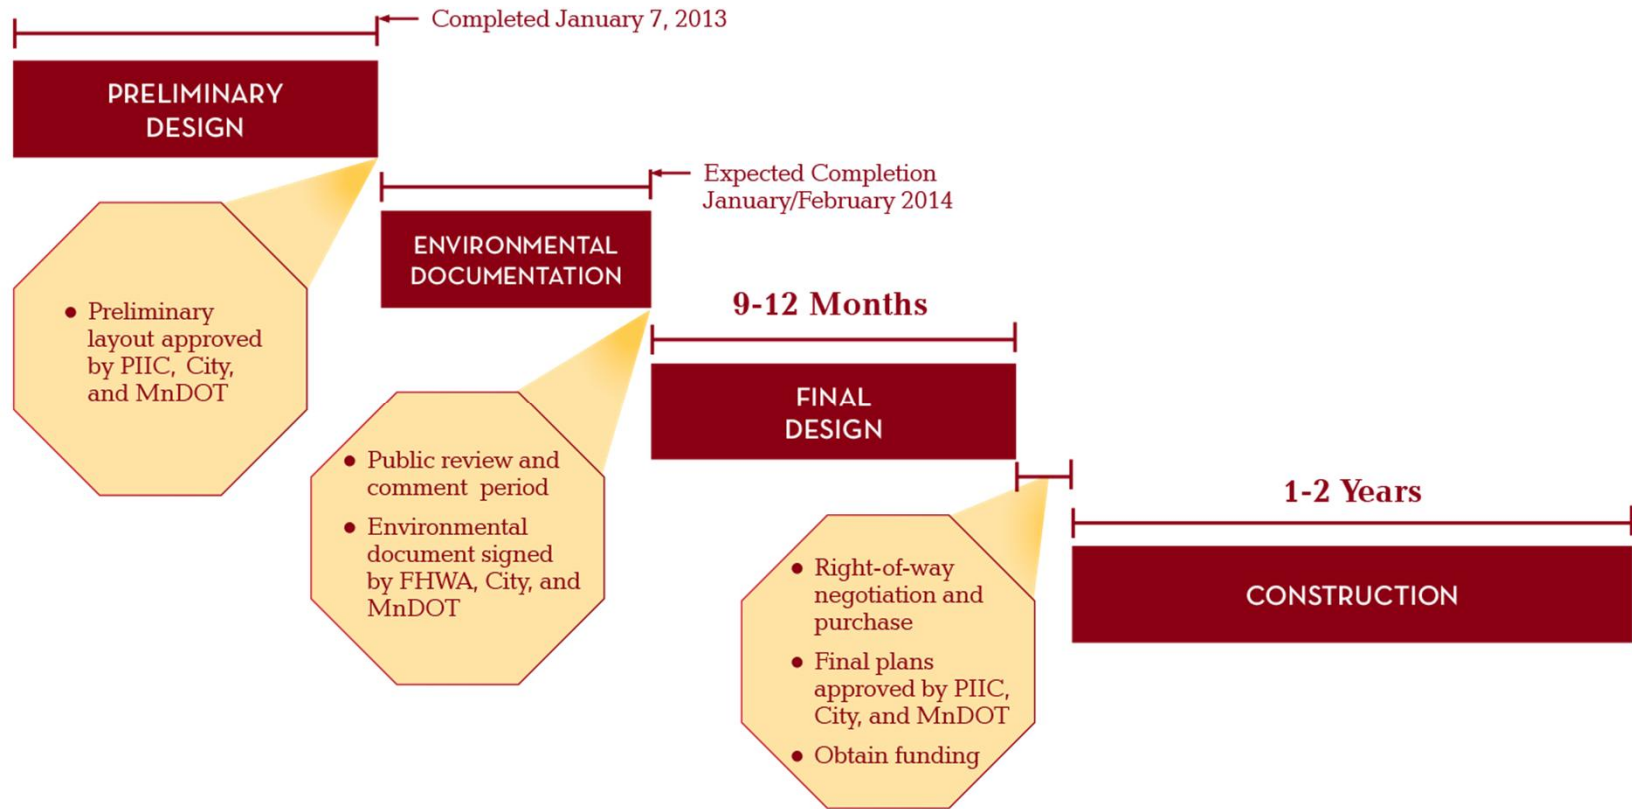 Completed January 7, 2013
PRELIMINARY
DESIGN
Expected Completion
January/February 2014
ENVIRONMENTAL
DOCUMENTATION
• Preliminary
layout approved
by PIIC, City,
and MnDOT
9-12 Months
FINAL
DESIGN
• Public review and
comment period
• Environmental
document signed
by FHWA, City, and
MnDOT
1-2 Years
CONSTRUCTION
• Right-of-way
negotiation and
purchase
• Final plans
approved by PIIC,
City, and MnDOT
• Obtain funding